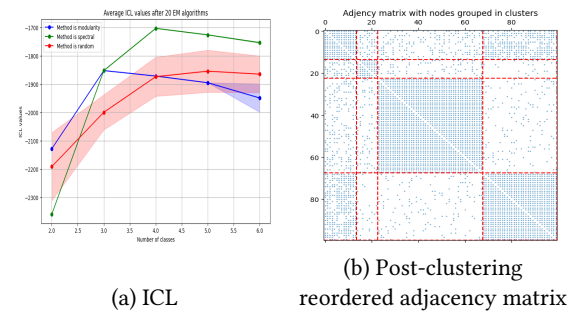 Average ICL values after 20 EM algorithms
Method is modularity
Method is spectral
Method is random
ICL values
−1700
−1800
−1900
−2000
−2100
−2200
−2300
2.0 2.5 3.0 3.5 4.0 4.5 5.0 5.5 6.0
Number of classes
(a) ICL
Adjency matrix with nodes grouped in clusters
0 20 40 60 80
0
20
40
60
80
(b) Post-clustering
reordered adjacency matrix